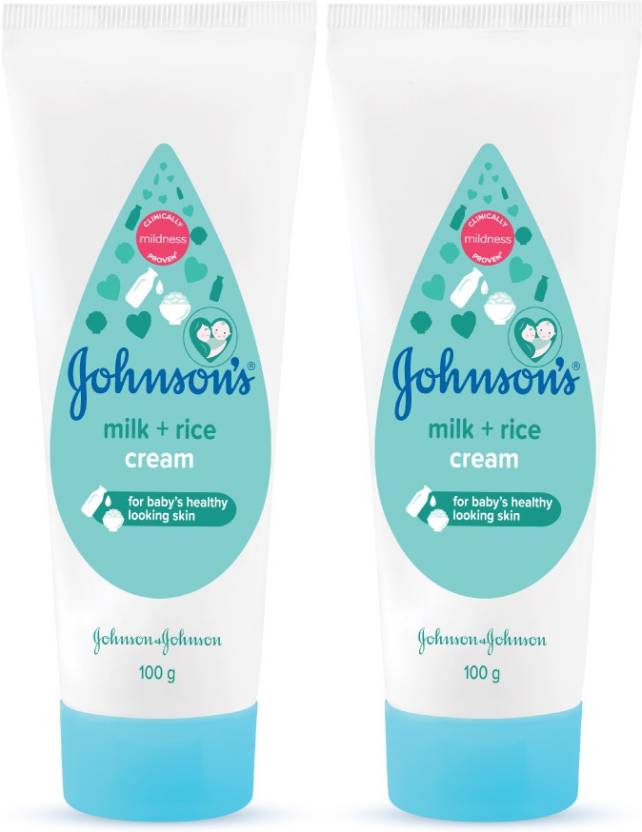 CLINICALLY
mildness
PROVEN*
Johnson's®
milk + rice
cream
for baby's healthy
looking skin
Johnson & Johnson
100 g
CLINICALLY
mildness
PROVEN*
Johnson's®
milk + rice
cream
for baby's healthy
looking skin
Johnson & Johnson
100 g